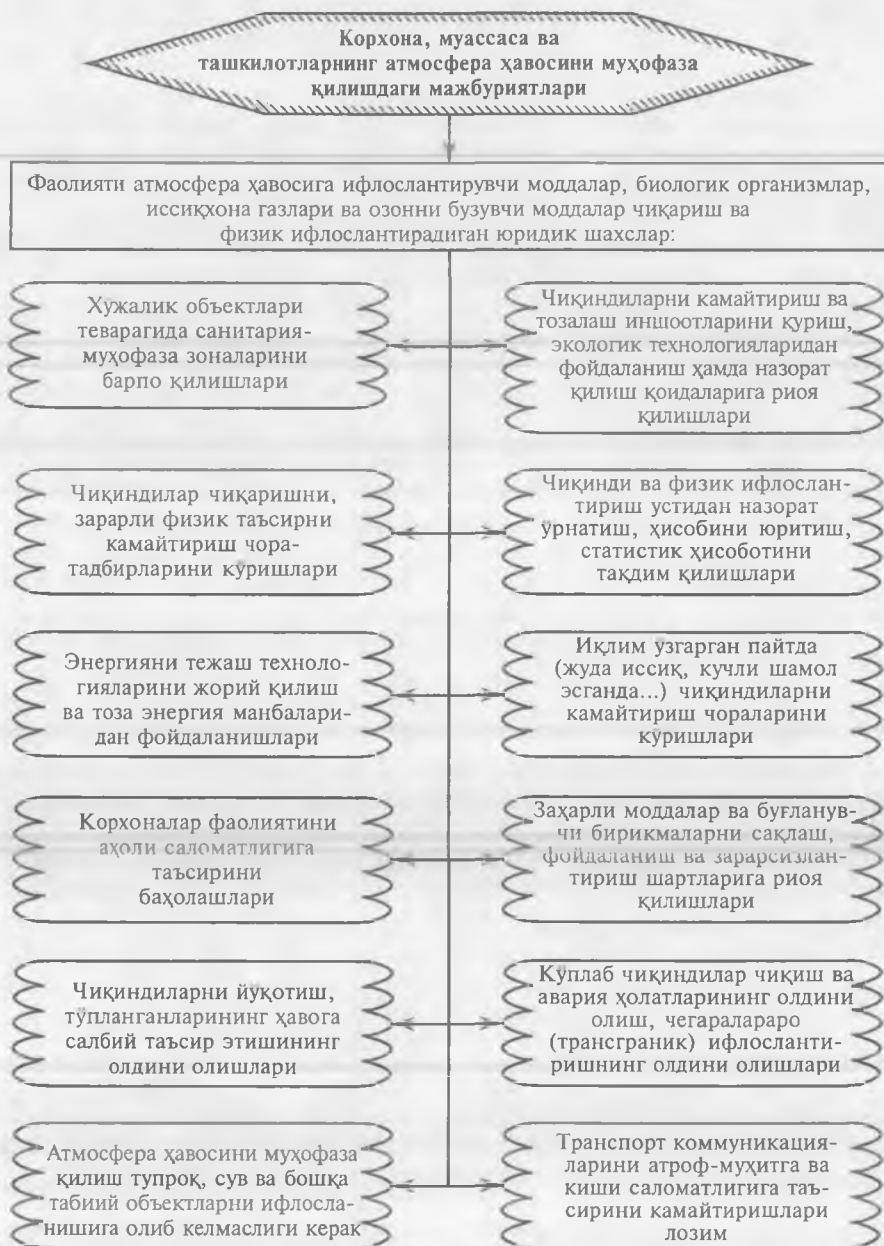 Корхона, муассаса ва
ташкилотларнинг атмосфера ҳавосини муҳофаза
қилишдаги мажбуриятлари
Фаолияти атмосфера ҳавосига ифлослантирувчи моддалар, биологик организмлар,
иссиқхона газлари ва озонни бузувчи моддалар чиқариш ва
физик ифлослантирадиган юридик шахслар:
Хужалик объектлари
теварагида санитария-
муҳофаза зоналарини
барпо қилишлари
Чиқиндиларни камайтириш ва
тозалаш иншоотларини қуриш,
экологик технологияларидан
фойдаланиш ҳамда назорат
қилиш қоидаларига риоя
қилишлари
Чиқиндилар чиқаришни,
зарарли физик таъсирни
камайтириш чора-
тадбирларини кўришлари
Чиқинди ва физик ифлослан-
тириш устидан назорат
ўрнатиш, ҳисобини юритиш,
статистик ҳисоботини
тақдим қилишлари
Энергияни тежаш техноло-
гияларини жорий қилиш
ва тоза энергия манбалари-
дан фойдаланишлари
Иқлим ўзгарган пайтда
(жуда иссиқ, кучли шамол
эсганда...) чиқиндиларни
камайтириш чораларини
кўришлари
Корхоналар фаолиятини
аҳоли саломатлигига
таъсирини
баҳолашлари
Заҳарли моддалар ва буғланув-
чи бирикмаларни сақлаш,
фойдаланиш ва зарарсизлан-
тириш шартларига риоя
қилишлари
Чиқиндиларни йўқотиш,
тўпланганларининг ҳавога
салбий таъсир этишининг
олдини олишлари
Кўплаб чиқиндилар чиқиш ва
авария ҳолатларининг олдини
олиш, чегаралараро
(трансграник) ифлосланти-
ришнинг олдини олишлари
Атмосфера ҳавосини муҳофаза
қилиш тупроқ, сув ва бошқа
табиий объектларни ифлосла-
нишига олиб келмаслиги керак
Транспорт коммуникация-
ларини атроф-муҳитга ва
киши саломатлигига таъ-
сирини камайтиришлари
лозим